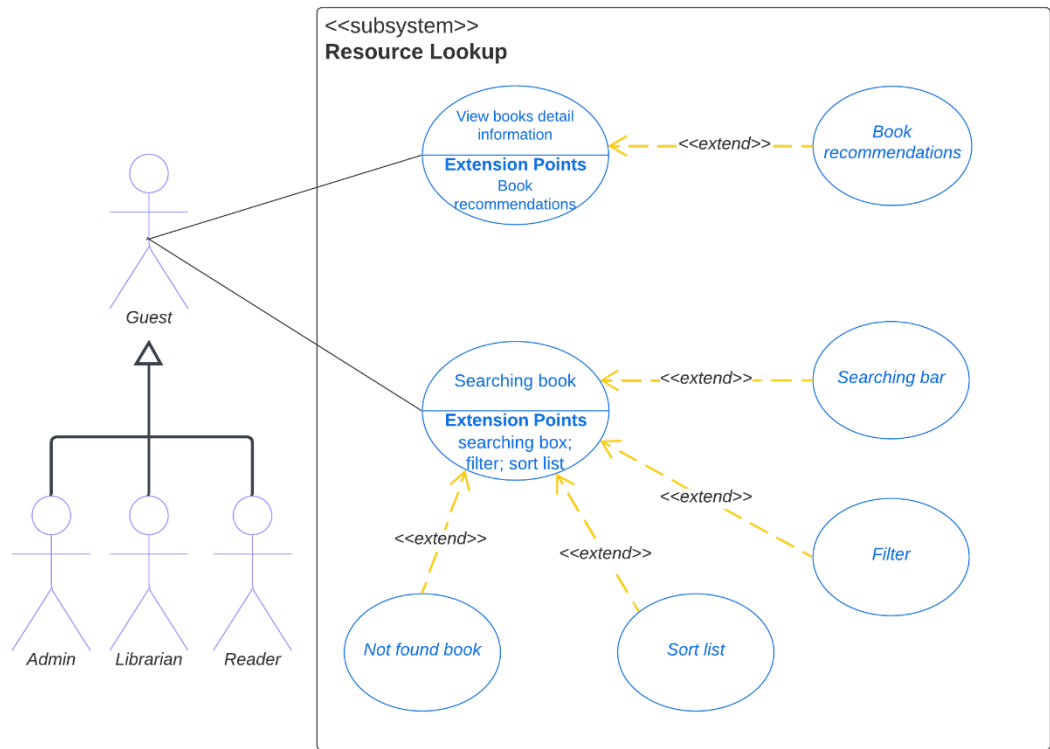 <<subsystem>>
Resource Lookup
View books detail
information
Extension Points
Book
recommendations
<<extend>>
Book
recommendations
Guest
Searching book
Extension Points
searching box;
filter; sort list
<<extend>>
Searching bar
<<extend>>
Filter
<<extend>>
<<extend>>
Not found book
Sort list
Admin
Librarian
Reader